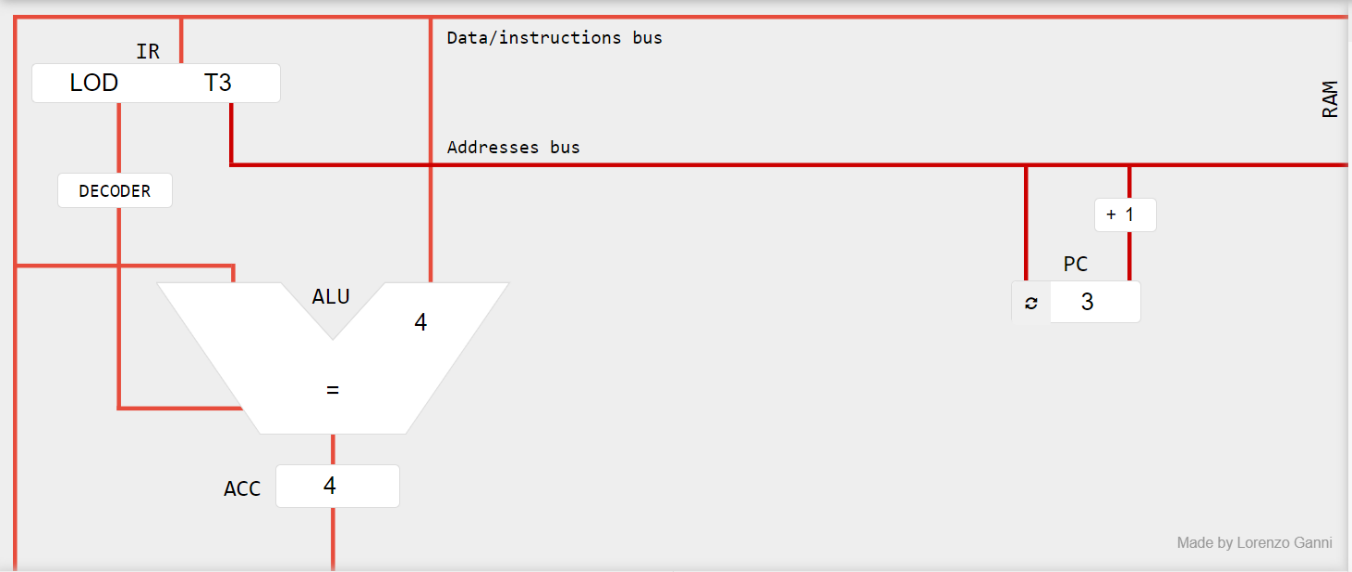 Data/instructions bus
IR
LOD T3
RAM
Addresses bus
DECODER
+ 1
PC
3
ALU
4
=
ACC 4
Made by Lorenzo Ganni